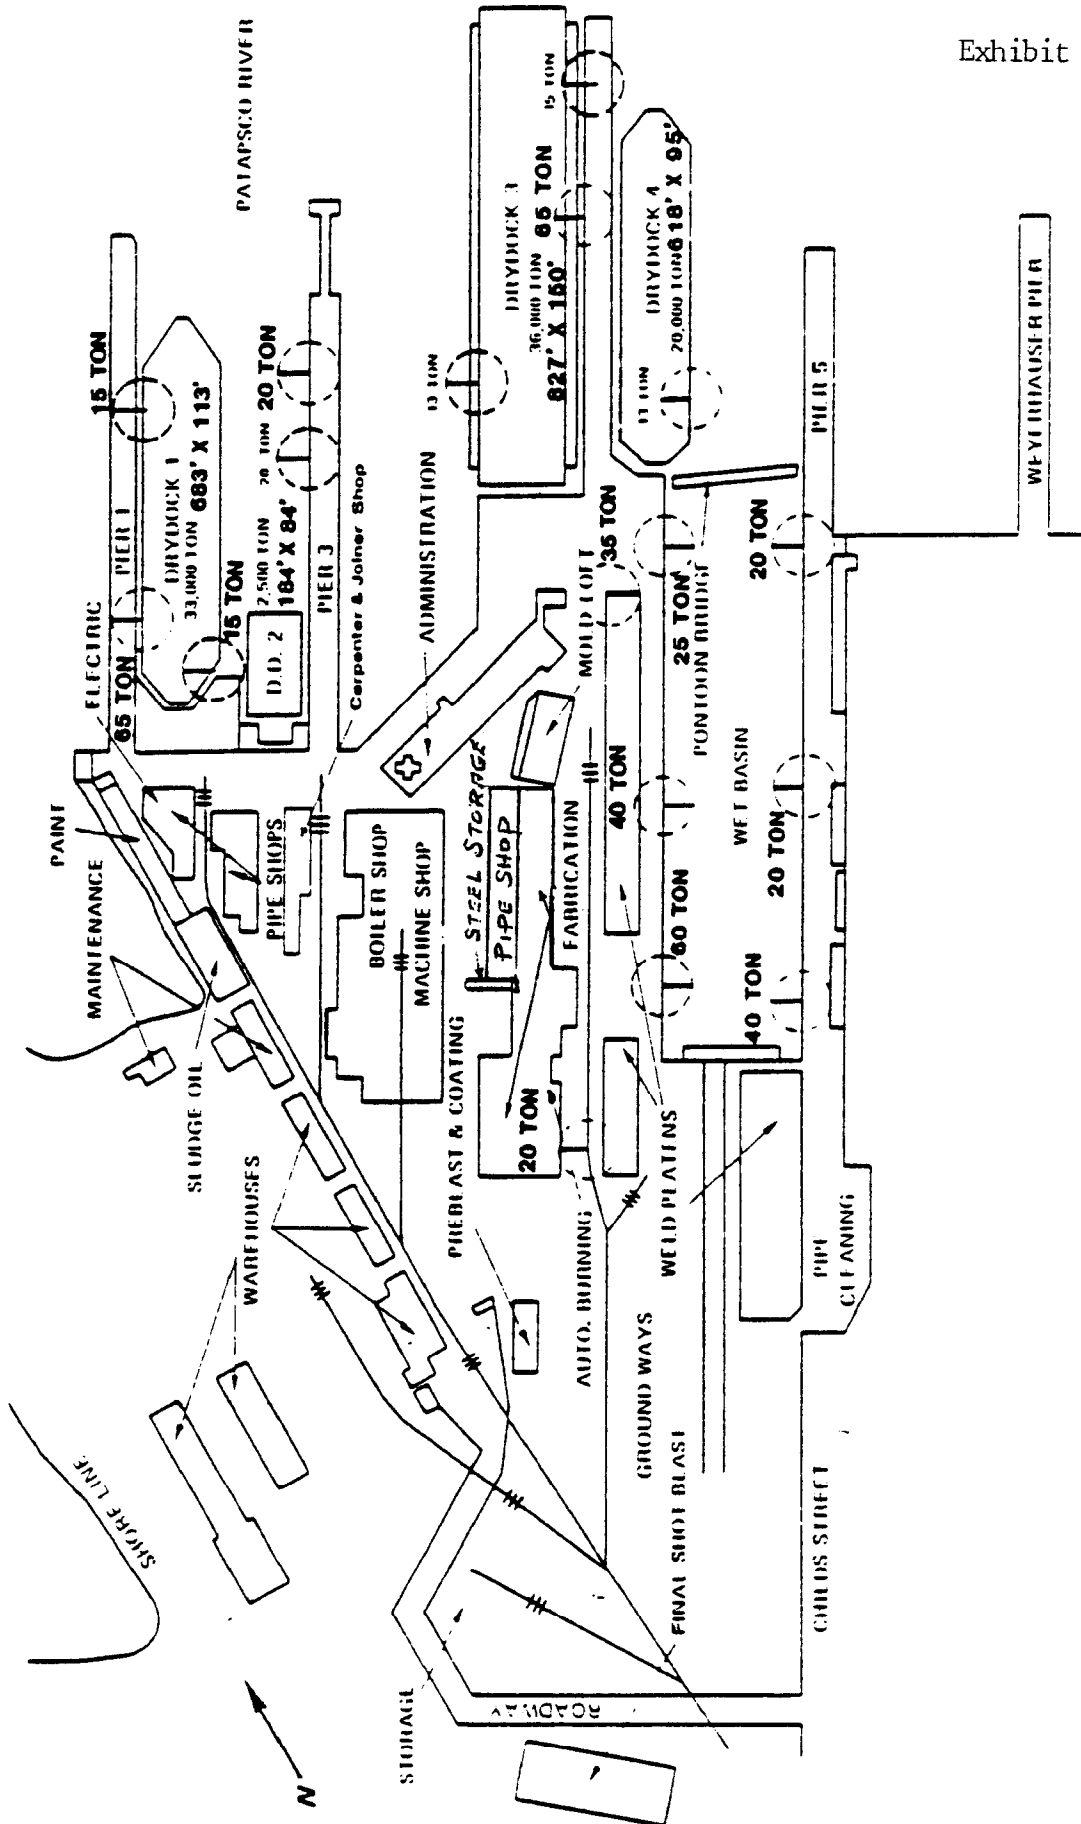 Exhibit
PATAPSCO RIVER
15 TON
65 TON
PIER 1
DRYDOCK 1
33,000 TON 683' X 113'
15 TON
ELECTRIC
2,500 TON
184' X 84'
D.D. 2
20 TON
20 TON
PIER 3
Carpenter & Joiner Shop
ADMINISTRATION
13 TON
DRYDOCK 3
36,000 TON
827' X 150'
65 TON
15 TON
DRYDOCK 4
20,000 TON 618' X 95'
13 TON
PAINT
MAINTENANCE
PIPE SHOPS
BOILER SHOP
MACHINE SHOP
STEEL STORAGE
PIPE SHOP
FABRICATION
MOLD LOFT
35 TON
25 TON
PONTOON BRIDGE
20 TON
PIER 5
WEYERHAUSER PIER
40 TON
60 TON
WET BASIN
20 TON
40 TON
SLUDGE OIL
WAREHOUSES
PREBLAST & COATING
20 TON
AUTO. BURNING
WELD PLATENS
GROUND WAYS
PIPE
CLEANING
FINAL SHOT BLAST
CHILDS STREET
SHORE LINE
STORAGE
ROADWAY
N